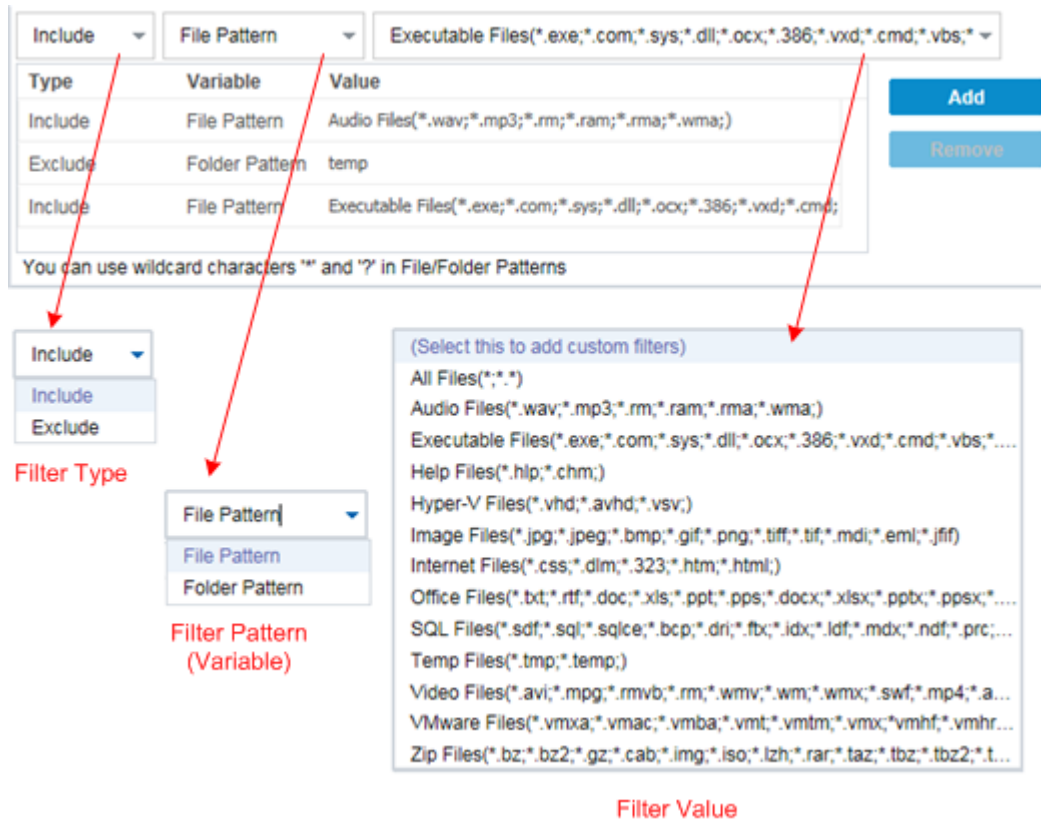 Include File Pattern Executable Files(*.exe;*.com;*.sys;*.dll;*.ocx;*.386;*.vxd;*.cmd;*.vbs;*
Type Variable Value
Add
Include File Pattern Audio Files(*.wav;*.mp3;*.rm;*.ram;*.rma;*.wma;)
Remove
Exclude Folder Pattern temp
Include File Pattern Executable Files(*.exe;*.com;*.sys;*.dll;*.ocx;*.386;*.vxd;*.cmd;
You can use wildcard characters '*' and '?' in File/Folder Patterns
Include
Include
Exclude
Filter Type
File Pattern
File Pattern
Folder Pattern
Filter Pattern
(Variable)
(Select this to add custom filters)
All Files(*;*.*)
Audio Files(*.wav;*.mp3;*.rm;*.ram;*.rma;*.wma;)
Executable Files(*.exe;*.com;*.sys;*.dll;*.ocx;*.386;*.vxd;*.cmd;*.vbs;*....
Help Files(*.hlp;*.chm;)
Hyper-V Files(*.vhd;*.avhd;*.vsv;)
Image Files(*.jpg;*.jpeg;*.bmp;*.gif;*.png;*.tiff;*.tif;*.mdi;*.eml;*.jfif)
Internet Files(*.css;*.dlm;*.323;*.htm;*.html;)
Office Files(*.txt;*.rtf;*.doc;*.xls;*.ppt;*.pps;*.docx;*.xlsx;*.pptx;*.ppsx;*....
SQL Files(*.sdf;*.sql;*.sqlce;*.bcp;*.dri;*.ftx;*.idx;*.ldf;*.mdx;*.ndf;*.prc;...
Temp Files(*.tmp;*.temp;)
Video Files(*.avi;*.mpg;*.rmvb;*.rm;*.wmv;*.wm;*.wmx;*.swf;*.mp4;*.a...
VMware Files(*.vmxa;*.vmac;*.vmba;*.vmt;*.vmtm;*.vmx;*vmhf;*.vmhr...
Zip Files(*.bz;*.bz2;*.gz;*.cab;*.img;*.iso;*.lzh;*.rar;*.taz;*.tbz;*.tbz2;*.t...
Filter Value